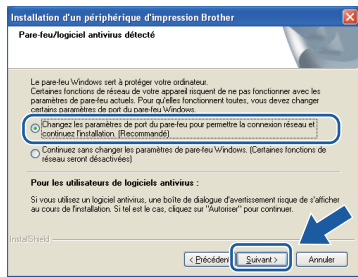 Installation d'un périphérique d'impression Brother
Pare-feu/logiciel antivirus détecté
Le pare-feu Windows sert à protéger votre ordinateur.
Certaines fonctions de réseau de votre appareil risquent de ne pas fonctionner avec les
paramètres de pare-feu actuels. Pour qu'elles fonctionnent toutes, vous devez changer
certains paramètres de port du pare-feu Windows.
Changez les paramètres de port du pare-feu pour permettre la connexion réseau et
continuez l'installation. (Recommandé)
Continuez sans changer les paramètres de pare-feu Windows. (Certaines fonctions de
réseau seront désactivées)
Pour les utilisateurs de logiciels antivirus :
Si vous utilisez un logiciel antivirus, une boîte de dialogue d'avertissement risque de s'afficher
au cours de l'installation. Si tel est le cas, cliquez sur "Autoriser" pour continuer.
InstallShield
< Précédent Suivant > Annuler